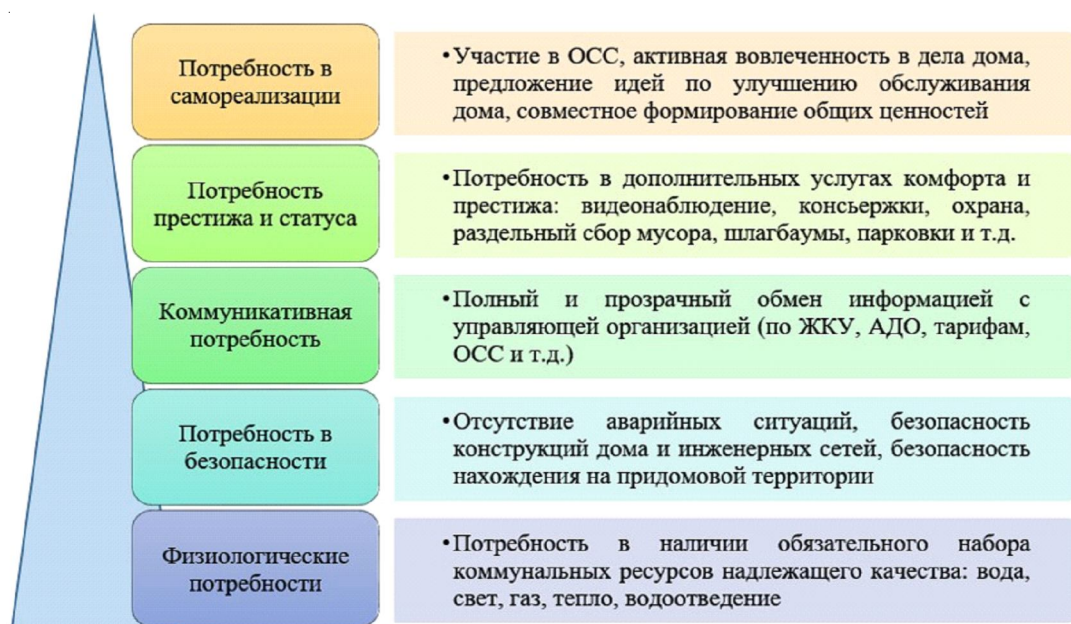 Потребность в
самореализации
•Участие в ОСС, активная вовлеченность в дела дома,
предложение идей по улучшению обслуживания
дома, совместное формирование общих ценностей
Потребность
престижа и статуса
•Потребность в дополнительных услугах комфорта и
престижа: видеонаблюдение, консьержки, охрана,
раздельный сбор мусора, шлагбаумы, парковки и т.д.
Коммуникативная
потребность
•Полный и прозрачный обмен информацией с
управляющей организацией (по ЖКУ, АДО, тарифам,
ОСС и т.д.)
Потребность в
безопасности
•Отсутствие аварийных ситуаций, безопасность
конструкций дома и инженерных сетей, безопасность
нахождения на придомовой территории
Физиологические
потребности
•Потребность в наличии обязательного набора
коммунальных ресурсов надлежащего качества: вода,
свет, газ, тепло, водоотведение